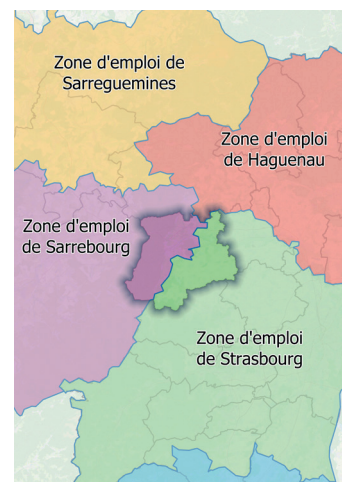 Zone d'emploi de
Sarreguemines
Zone d'emploi
de Haguenau
Zone d'emploi
de Sarrebourg
Zone d'emploi
de Strasbourg